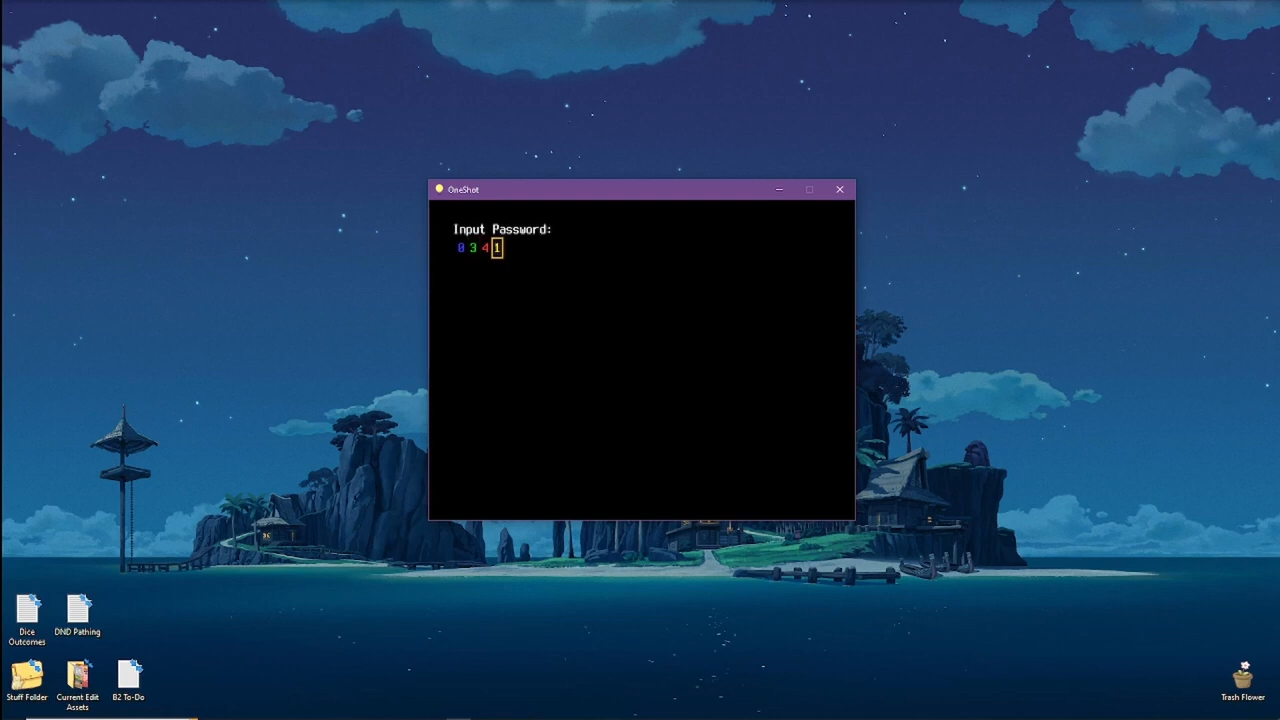 OneShot
Input Password:
0 3 4 1
Dice
Outcomes
DND Pathing
Stuff Folder
Current Edit
Assets
B2 To-Do
Trash Flower